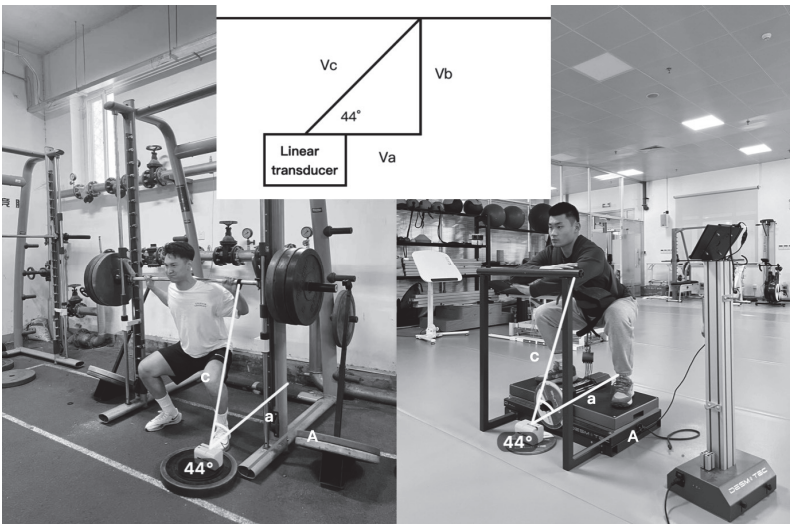 Vc
Vb
44°
Linear
transducer
Va
c
a
A
44°
c
a
A
44°
DESMOTEC